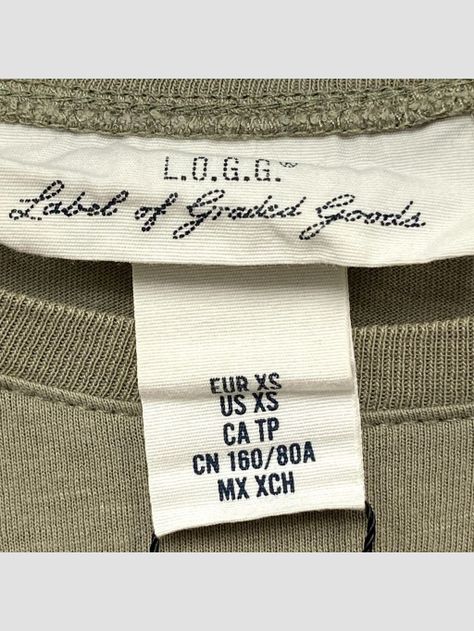 L.O.G.G.
Label of Graded Goods
EUR XS
US XS
CA TP
CN 160/80A
MX XCH